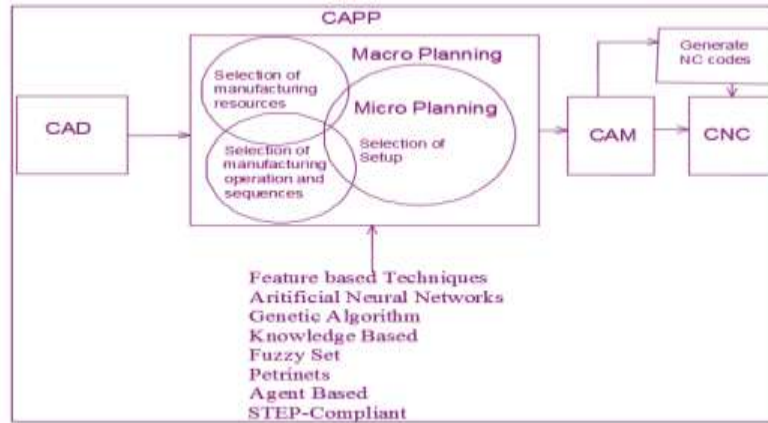 CAPP
Generate
NC codes
Macro Planning
Selection of
manufacturing
resources
Micro Planning
CAD
Selection of
manufacturing
operation and
sequences
Selection of
Setup
CAM
CNC
Feature based Techniques
Aritificial Neural Networks
Genetic Algorithm
Knowledge Based
Fuzzy Set
Petrinets
Agent Based
STEP-Compliant